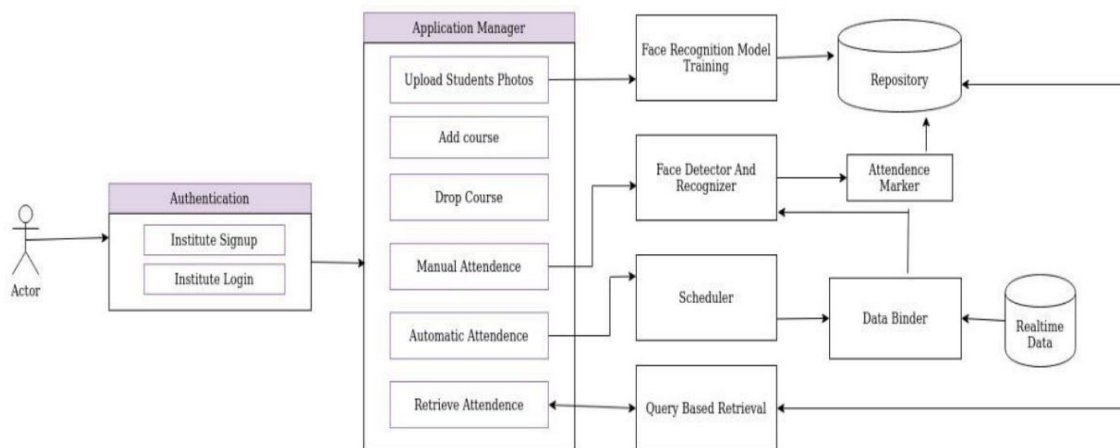 Actor
Authentication
Institute Signup
Institute Login
Application Manager
Upload Students Photos
Add course
Drop Course
Manual Attendence
Automatic Attendence
Retrieve Attendence
Face Recognition Model
Training
Repository
Face Detector And
Recognizer
Attendence
Marker
Scheduler
Data Binder
Realtime
Data
Query Based Retrieval